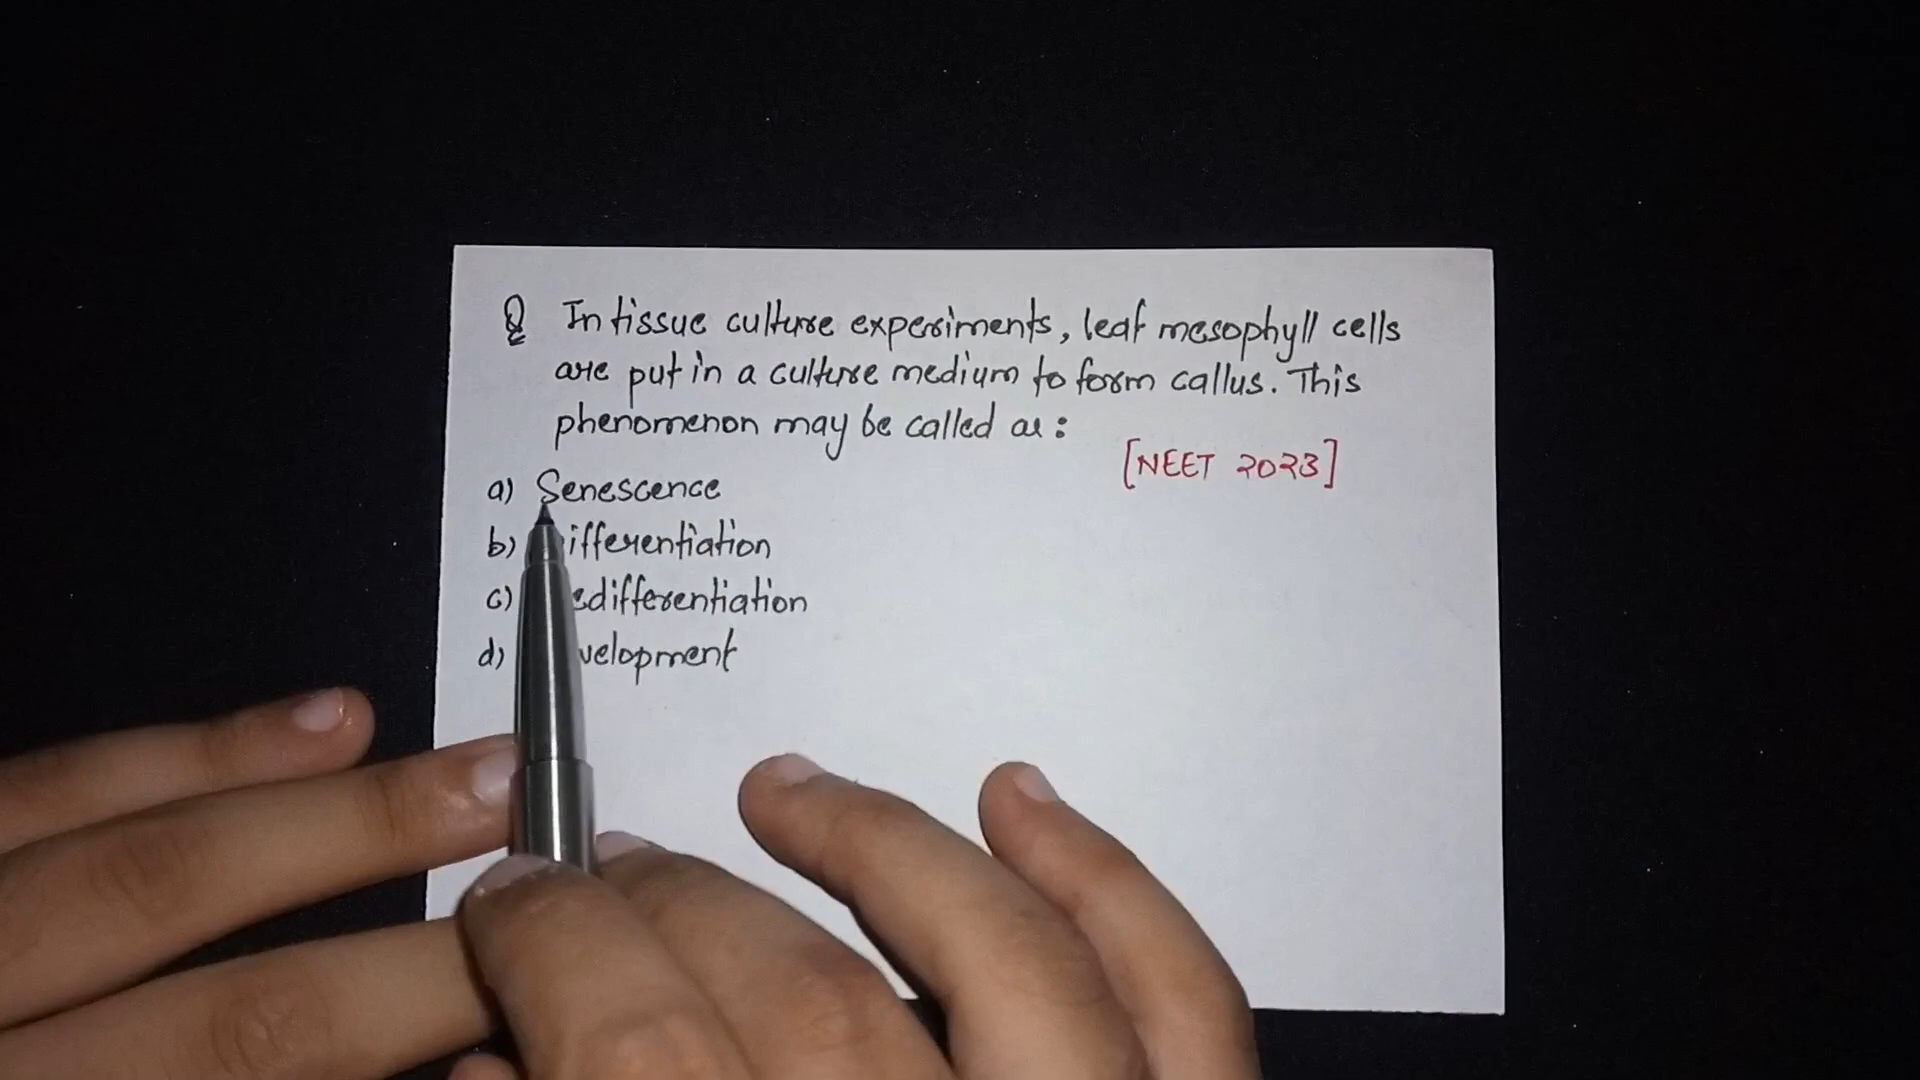 Q In tissue culture experiments, leaf mesophyll cells
are put in a culture medium to form callus. This
phenomenon may be called as :
[NEET 2023]
a) Senescence
b) ifferentiation
c) edifferentiation
d) velopment